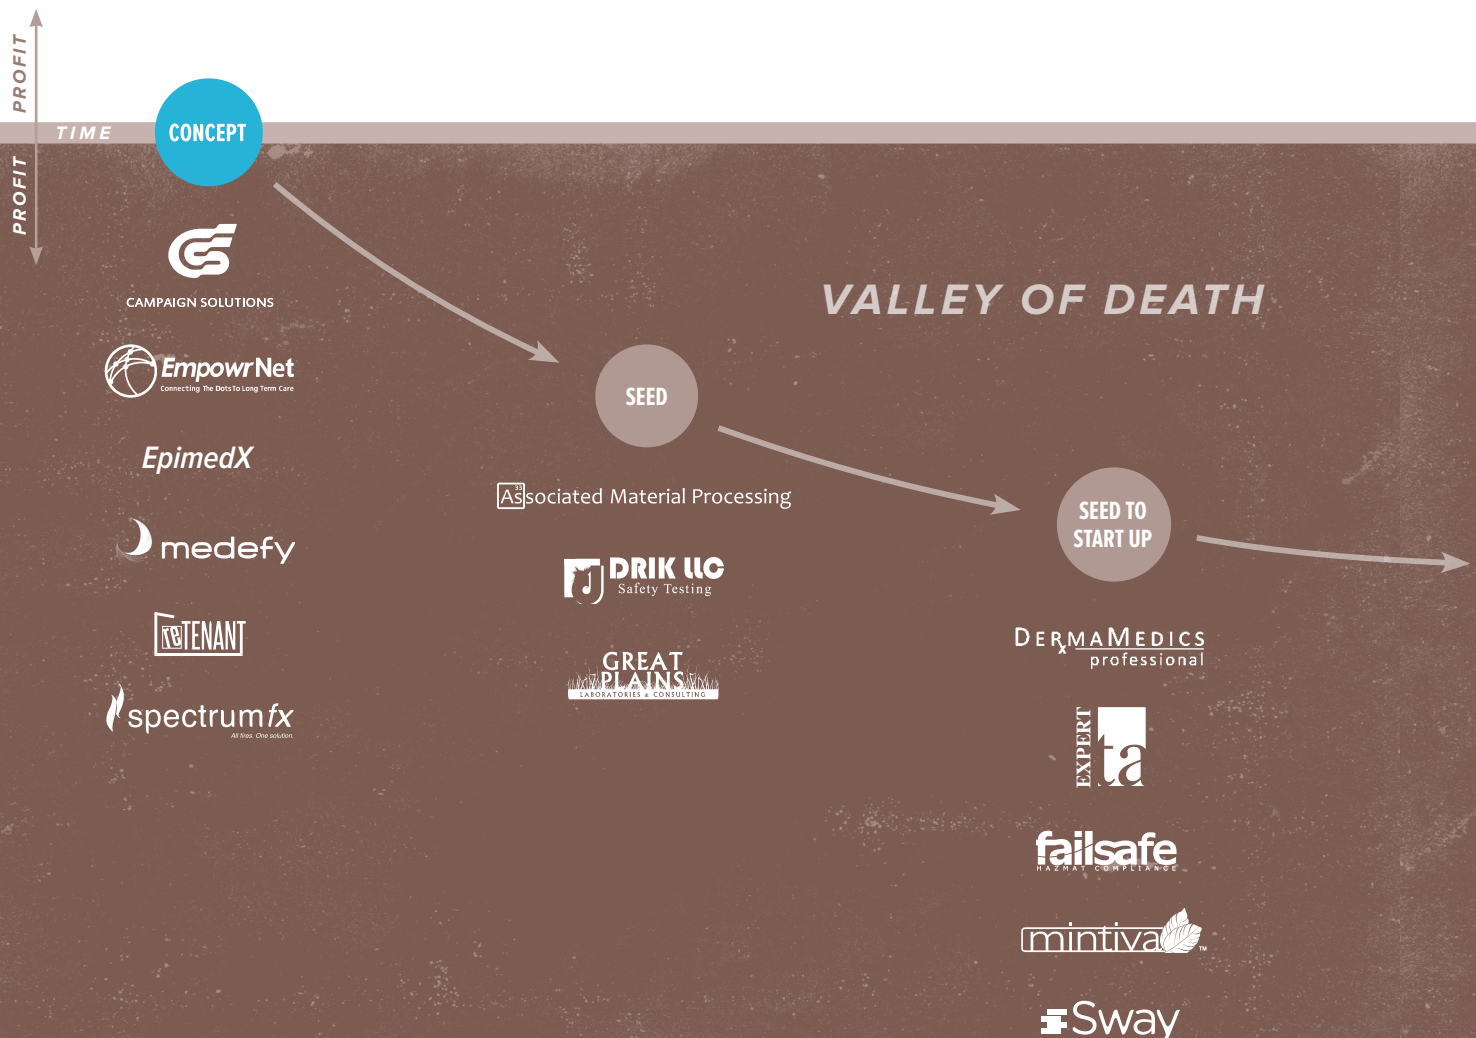 PROFIT
TIME
PROFIT
CONCEPT
CAMPAIGN SOLUTIONS
EmpowrNet
Connecting The Dots To Long Term Care
EpimedX
medefy
reTENANT
spectrumfx
All fires. One solution.
VALLEY OF DEATH
SEED
33
Associated Material Processing
DRIK LLC
Safety Testing
GREAT
PLAINS
LABORATORIES & CONSULTING
SEED TO
START UP
DERMAMEDICS
professional
EXPERT
ta
failsafe
HAZMAT COMPLIANCE
mintiva
TM
Sway